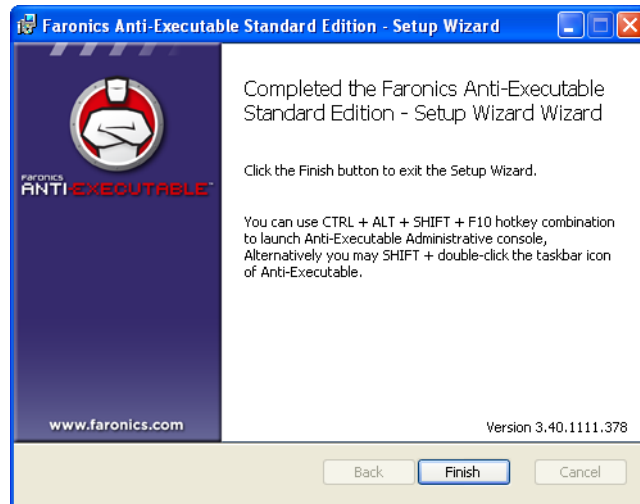 Faronics Anti-Executable Standard Edition - Setup Wizard
Completed the Faronics Anti-Executable
Standard Edition - Setup Wizard Wizard
Click the Finish button to exit the Setup Wizard.
FARONICS
ANTI-EXECUTABLE™
You can use CTRL + ALT + SHIFT + F10 hotkey combination
to launch Anti-Executable Administrative console,
Alternatively you may SHIFT + double-click the taskbar icon
of Anti-Executable.
www.faronics.com
Version 3.40.1111.378
Back
Finish
Cancel